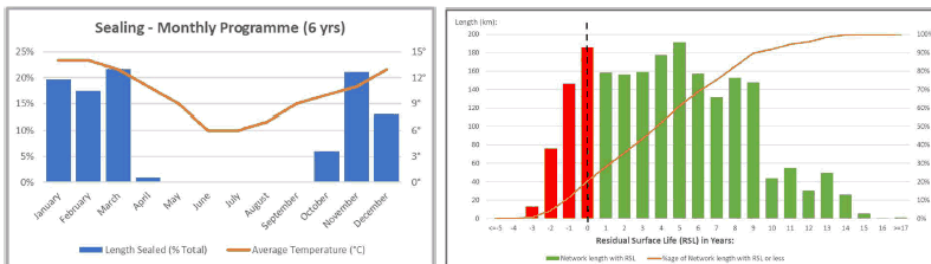 Sealing - Monthly Programme (6 yrs)
25%
20%
15%
10%
5%
0%
15°
12°
9°
6°
3°
0°
January
February
March
April
May
June
July
August
September
October
November
December
Length Sealed (% Total)
Average Temperature (°C)
Length (km):
200
180
160
140
120
100
80
60
40
20
0
100%
90%
80%
70%
60%
50%
40%
30%
20%
10%
0%
<=-5 -4 -3 -2 -1 0 1 2 3 4 5 6 7 8 9 10 11 12 13 14 15 16 >=17
Residual Surface Life (RSL) in Years:
Network length with RSL
%age of Network length with RSL or less